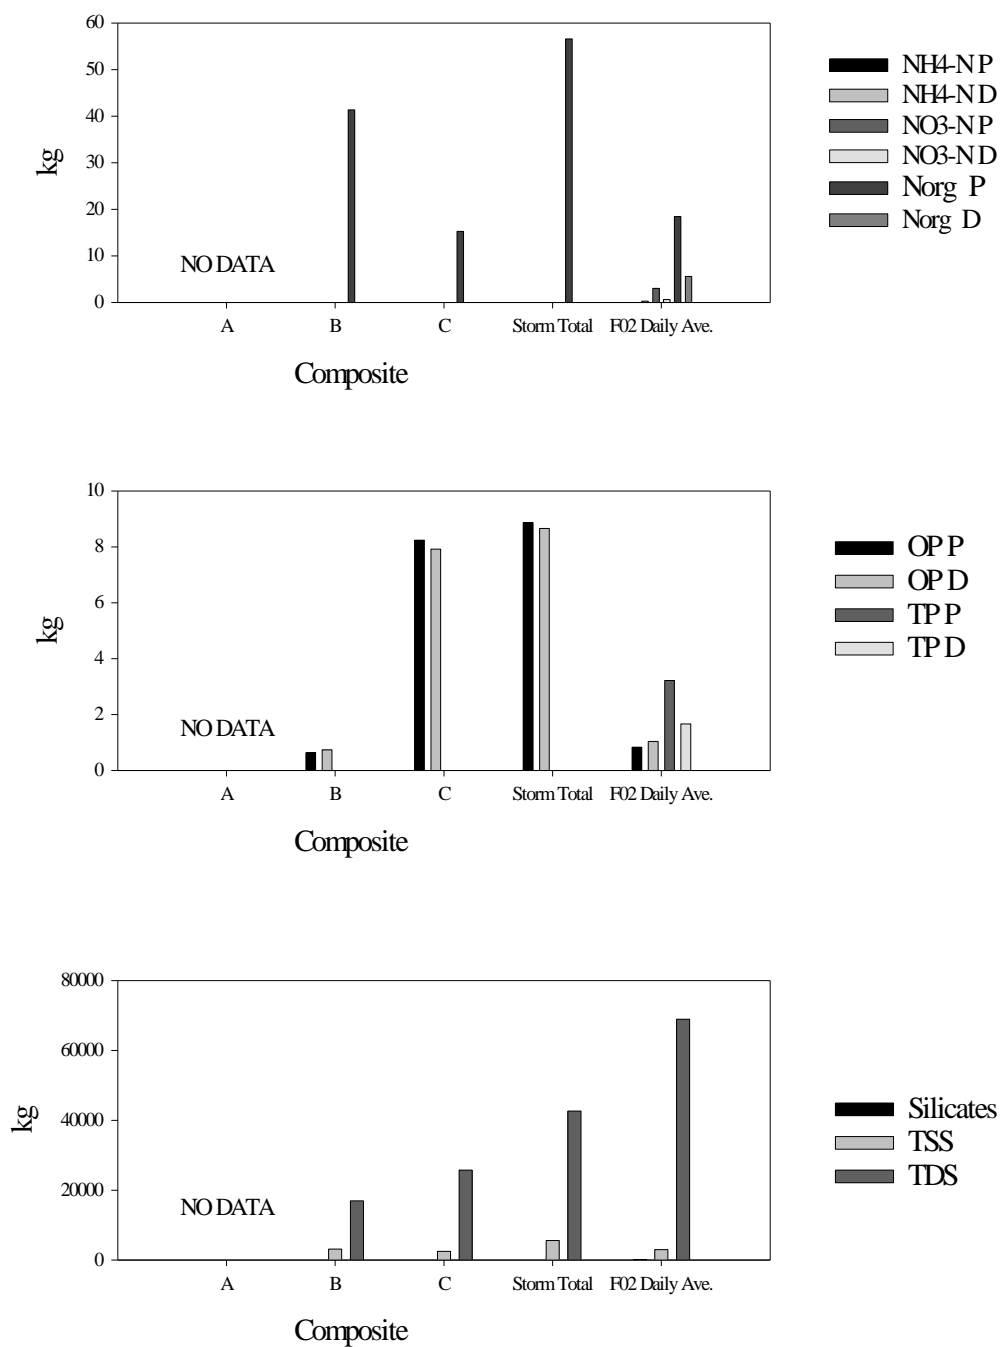 60
50
40
30
20
10
0
kg
NO DATA
A B C Storm Total F02 Daily Ave.
Composite
NH4-N P
NH4-N D
NO3-N P
NO3-N D
Norg P
Norg D
10
8
6
4
2
0
kg
NO DATA
A B C Storm Total F02 Daily Ave.
Composite
OP P
OP D
TP P
TP D
80000
60000
40000
20000
0
kg
NO DATA
A B C Storm Total F02 Daily Ave.
Composite
Silicates
TSS
TDS